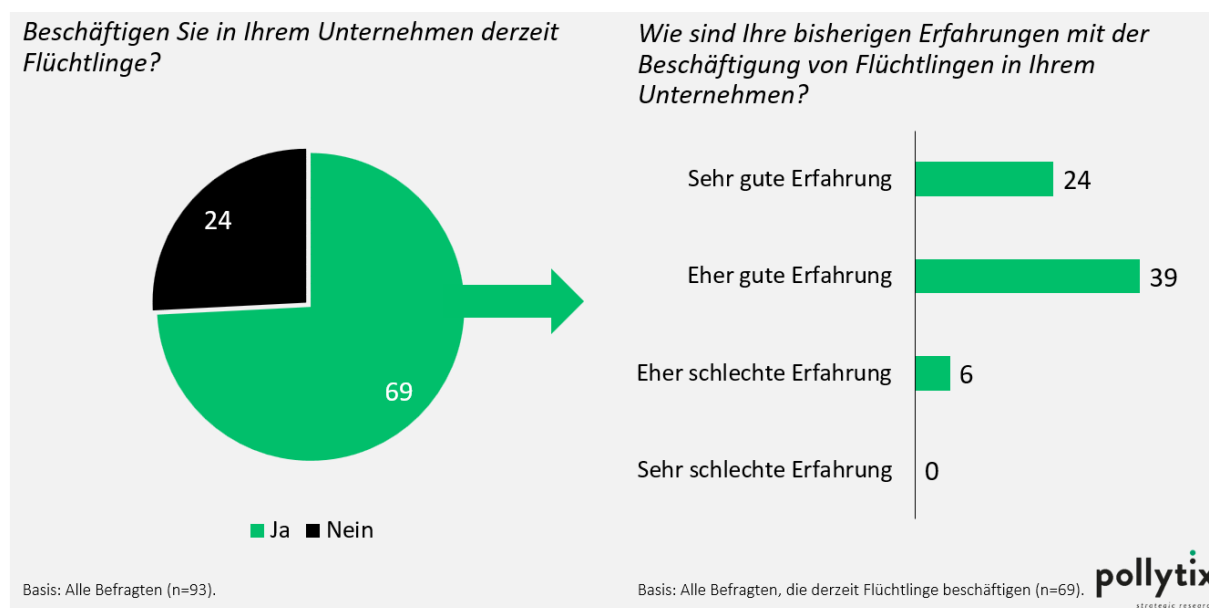 Beschäftigen Sie in Ihrem Unternehmen derzeit
Flüchtlinge?
24
69
Ja Nein
Basis: Alle Befragten (n=93).
Wie sind Ihre bisherigen Erfahrungen mit der
Beschäftigung von Flüchtlingen in Ihrem
Unternehmen?
Sehr gute Erfahrung 24
Eher gute Erfahrung 39
Eher schlechte Erfahrung 6
Sehr schlechte Erfahrung 0
Basis: Alle Befragten, die derzeit Flüchtlinge beschäftigen (n=69).
pollytix
strategic research